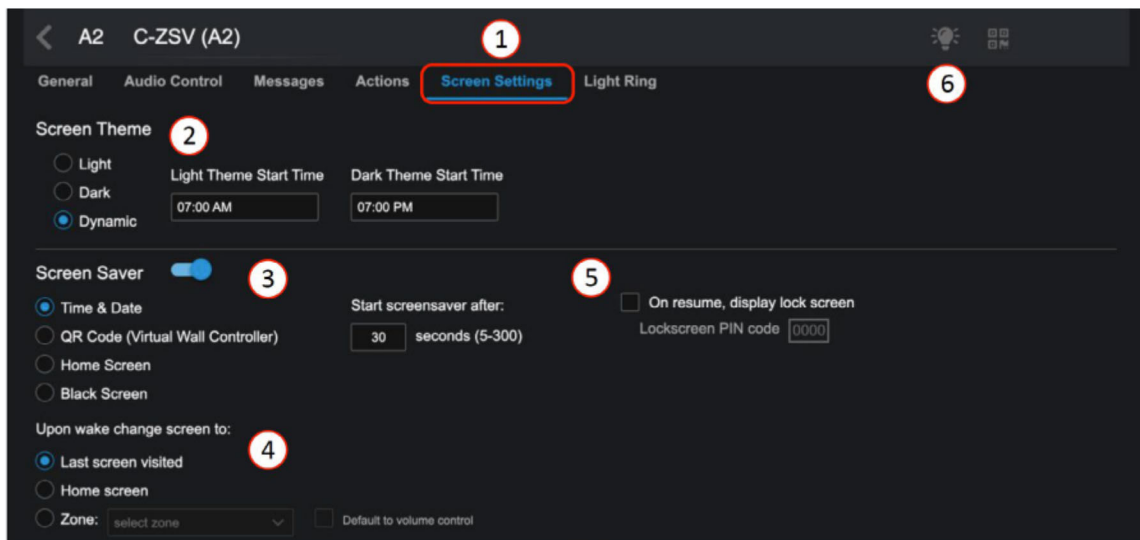 A2 C-ZSV (A2)
1
General Audio Control Messages Actions Screen Settings Light Ring
6
Screen Theme
2
Light
Dark
Dynamic
Light Theme Start Time Dark Theme Start Time
07:00 AM 07:00 PM
Screen Saver
3
5
Time & Date
QR Code (Virtual Wall Controller)
Home Screen
Black Screen
Start screensaver after:
30 seconds (5-300)
On resume, display lock screen
Lockscreen PIN code 0000
Upon wake change screen to:
4
Last screen visited
Home screen
Zone: select zone Default to volume control